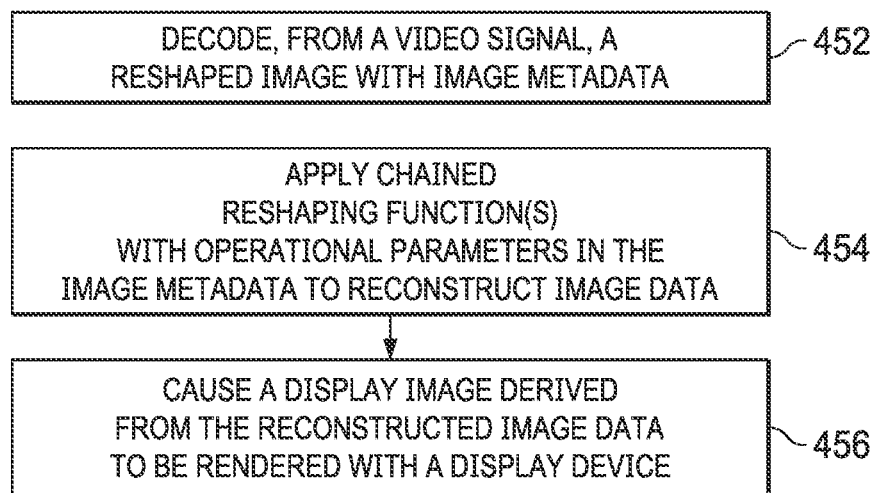 DECODE, FROM A VIDEO SIGNAL, A
RESHAPED IMAGE WITH IMAGE METADATA
452
APPLY CHAINED
RESHAPING FUNCTION(S)
WITH OPERATIONAL PARAMETERS IN THE
IMAGE METADATA TO RECONSTRUCT IMAGE DATA
454
CAUSE A DISPLAY IMAGE DERIVED
FROM THE RECONSTRUCTED IMAGE DATA
TO BE RENDERED WITH A DISPLAY DEVICE
456